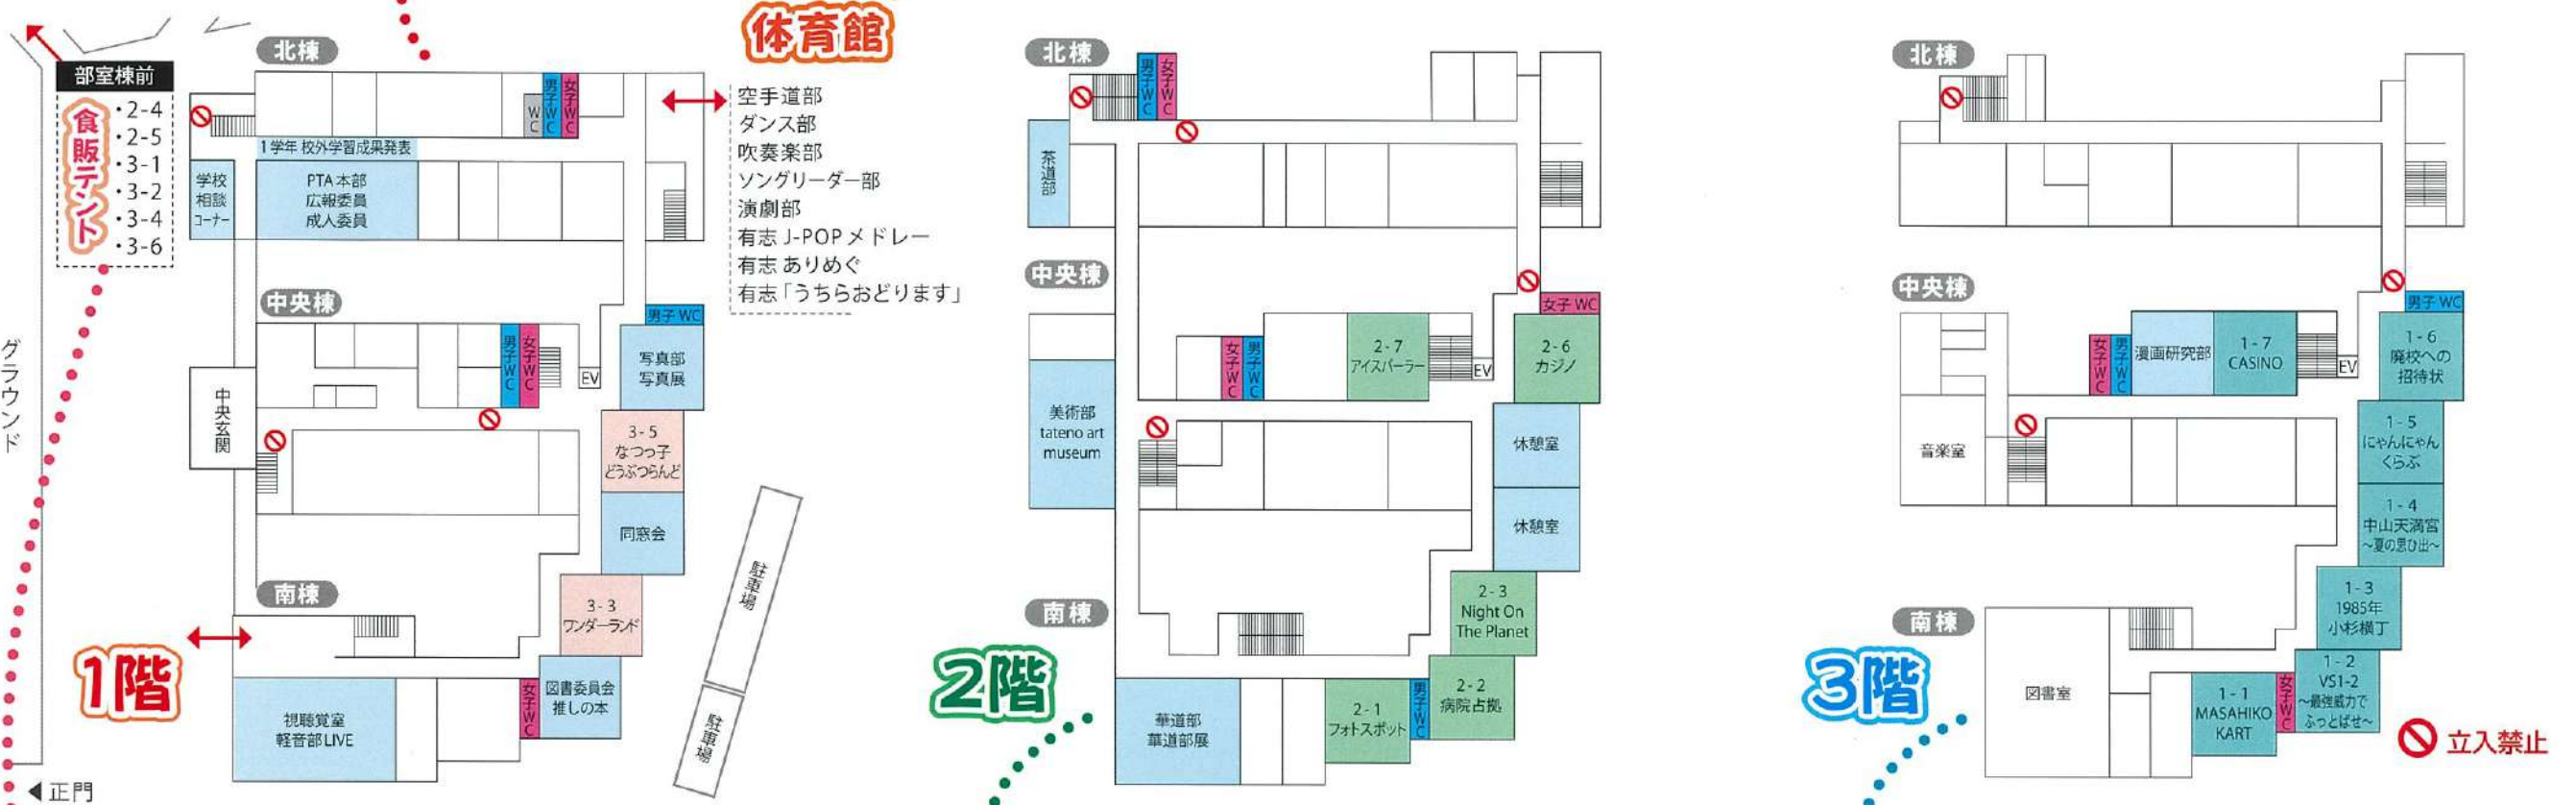 体育館
空手道部
ダンス部
吹奏楽部
ソングリーダー部
演劇部
有志 J-POP メドレー
有志 ありめぐ
有志「うちらおどります」
部室棟前
食販テント
・2-4
・2-5
・3-1
・3-2
・3-4
・3-6
グラウンド
◀正門
1階
北棟
WC
男子WC
女子WC
1学年 校外学習成果発表
学校
相談
コーナー
PTA本部
広報委員
成人委員
中央棟
男子WC
女子WC
EV
男子WC
写真部
写真展
中央玄関
3-5
なつっ子
どうぶつらんど
同窓会
南棟
3-3
ワンダーランド
視聴覚室
軽音部LIVE
女子WC
図書委員会
推しの本
駐車場
駐車場
2階
北棟
男子WC
女子WC
茶道部
中央棟
女子WC
女子WC
男子WC
2-7
アイスパーラー
EV
2-6
カジノ
美術部
tateno art
museum
休憩室
休憩室
南棟
2-3
Night On
The Planet
華道部
華道部展
2-1
フォトスポット
男子WC
2-2
病院占拠
3階
北棟
中央棟
男子WC
女子WC
男子WC
漫画研究部
1-7
CASINO
EV
1-6
廃校への
招待状
1-5
にゃんにゃん
くらぶ
音楽室
1-4
中山天満宮
～夏の思ひ出～
南棟
1-3
1985年
小杉横丁
図書室
1-1
MASAHIKO
KART
女子WC
1-2
VS1-2
～最強威力で
ふっとばせ～
立入禁止